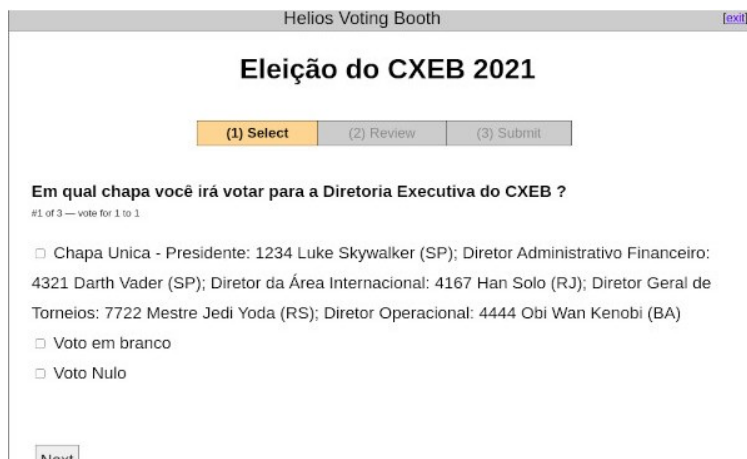 Helios Voting Booth [exit]
Eleição do CXEB 2021
(1) Select (2) Review (3) Submit
Em qual chapa você irá votar para a Diretoria Executiva do CXEB ?
#1 of 3 — vote for 1 to 1
Chapa Unica - Presidente: 1234 Luke Skywalker (SP); Diretor Administrativo Financeiro:
4321 Darth Vader (SP); Diretor da Área Internacional: 4167 Han Solo (RJ); Diretor Geral de
Torneios: 7722 Mestre Jedi Yoda (RS); Diretor Operacional: 4444 Obi Wan Kenobi (BA)
Voto em branco
Voto Nulo
Next